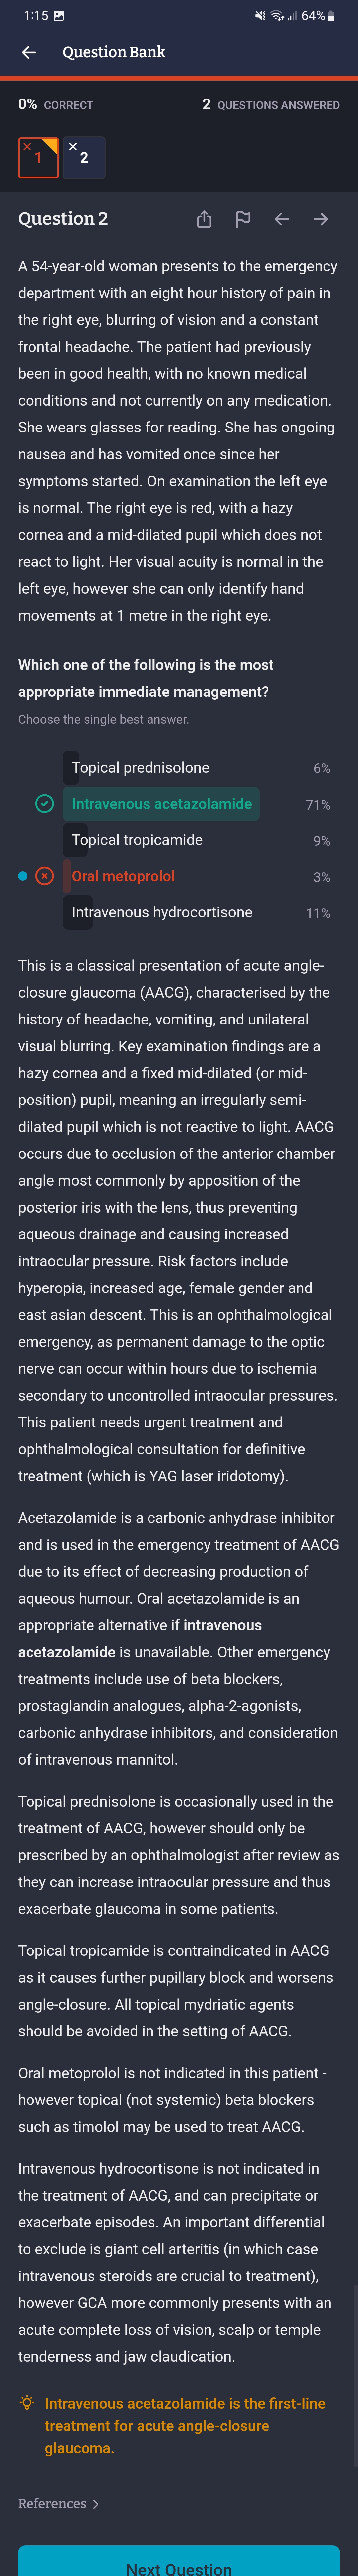 1:15
64%
Question Bank
0% CORRECT
2 QUESTIONS ANSWERED
1
2
Question 2
A 54-year-old woman presents to the emergency
department with an eight hour history of pain in
the right eye, blurring of vision and a constant
frontal headache. The patient had previously
been in good health, with no known medical
conditions and not currently on any medication.
She wears glasses for reading. She has ongoing
nausea and has vomited once since her
symptoms started. On examination the left eye
is normal. The right eye is red, with a hazy
cornea and a mid-dilated pupil which does not
react to light. Her visual acuity is normal in the
left eye, however she can only identify hand
movements at 1 metre in the right eye.
Which one of the following is the most
appropriate immediate management?
Choose the single best answer.
Topical prednisolone 6%
Intravenous acetazolamide 71%
Topical tropicamide 9%
Oral metoprolol 3%
Intravenous hydrocortisone 11%
This is a classical presentation of acute angle-
closure glaucoma (AACG), characterised by the
history of headache, vomiting, and unilateral
visual blurring. Key examination findings are a
hazy cornea and a fixed mid-dilated (or mid-
position) pupil, meaning an irregularly semi-
dilated pupil which is not reactive to light. AACG
occurs due to occlusion of the anterior chamber
angle most commonly by apposition of the
posterior iris with the lens, thus preventing
aqueous drainage and causing increased
intraocular pressure. Risk factors include
hyperopia, increased age, female gender and
east asian descent. This is an ophthalmological
emergency, as permanent damage to the optic
nerve can occur within hours due to ischemia
secondary to uncontrolled intraocular pressures.
This patient needs urgent treatment and
ophthalmological consultation for definitive
treatment (which is YAG laser iridotomy).
Acetazolamide is a carbonic anhydrase inhibitor
and is used in the emergency treatment of AACG
due to its effect of decreasing production of
aqueous humour. Oral acetazolamide is an
appropriate alternative if intravenous
acetazolamide is unavailable. Other emergency
treatments include use of beta blockers,
prostaglandin analogues, alpha-2-agonists,
carbonic anhydrase inhibitors, and consideration
of intravenous mannitol.
Topical prednisolone is occasionally used in the
treatment of AACG, however should only be
prescribed by an ophthalmologist after review as
they can increase intraocular pressure and thus
exacerbate glaucoma in some patients.
Topical tropicamide is contraindicated in AACG
as it causes further pupillary block and worsens
angle-closure. All topical mydriatic agents
should be avoided in the setting of AACG.
Oral metoprolol is not indicated in this patient -
however topical (not systemic) beta blockers
such as timolol may be used to treat AACG.
Intravenous hydrocortisone is not indicated in
the treatment of AACG, and can precipitate or
exacerbate episodes. An important differential
to exclude is giant cell arteritis (in which case
intravenous steroids are crucial to treatment),
however GCA more commonly presents with an
acute complete loss of vision, scalp or temple
tenderness and jaw claudication.
Intravenous acetazolamide is the first-line
treatment for acute angle-closure
glaucoma.
References
Next Question